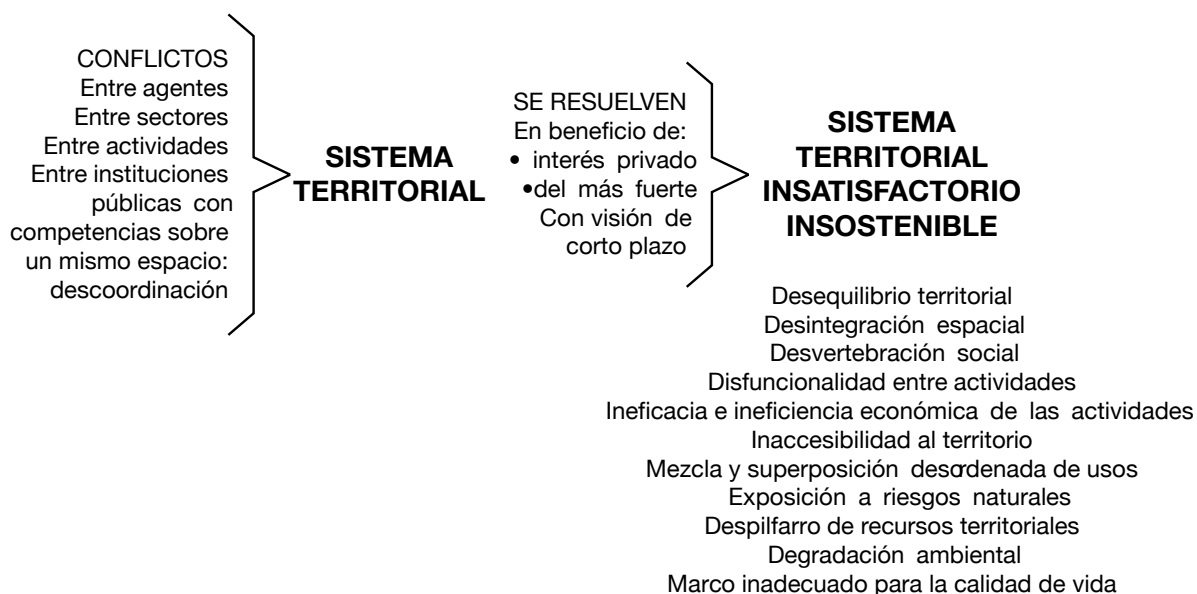 CONFLICTOS
Entre agentes
Entre sectores
Entre actividades
Entre instituciones
públicas con
competencias sobre
un mismo espacio:
descoordinación
SISTEMA
TERRITORIAL
SE RESUELVEN
En beneficio de:
• interés privado
•del más fuerte
Con visión de
corto plazo
SISTEMA
TERRITORIAL
INSATISFACTORIO
INSOSTENIBLE
Desequilibrio territorial
Desintegración espacial
Desvertebración social
Disfuncionalidad entre actividades
Ineficacia e ineficiencia económica de las actividades
Inaccesibilidad al territorio
Mezcla y superposición desordenada de usos
Exposición a riesgos naturales
Despilfarro de recursos territoriales
Degradación ambiental
Marco inadecuado para la calidad de vida